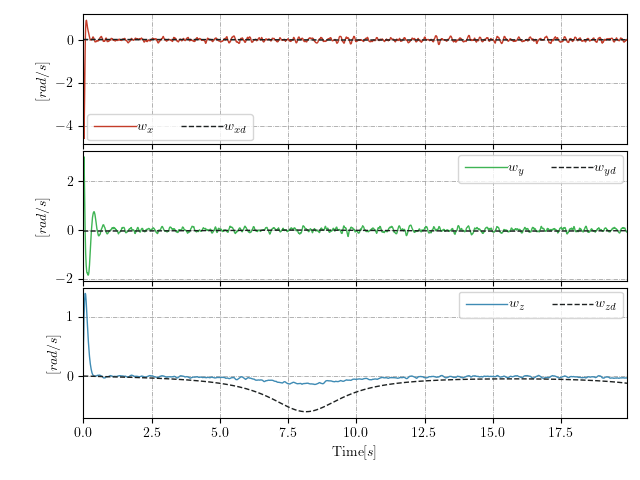 0
−2
−4
[rad/s]
w_x w_xd
2
0
−2
[rad/s]
w_y w_yd
1
0
[rad/s]
w_z w_zd
0.0 2.5 5.0 7.5 10.0 12.5 15.0 17.5
Time[s]